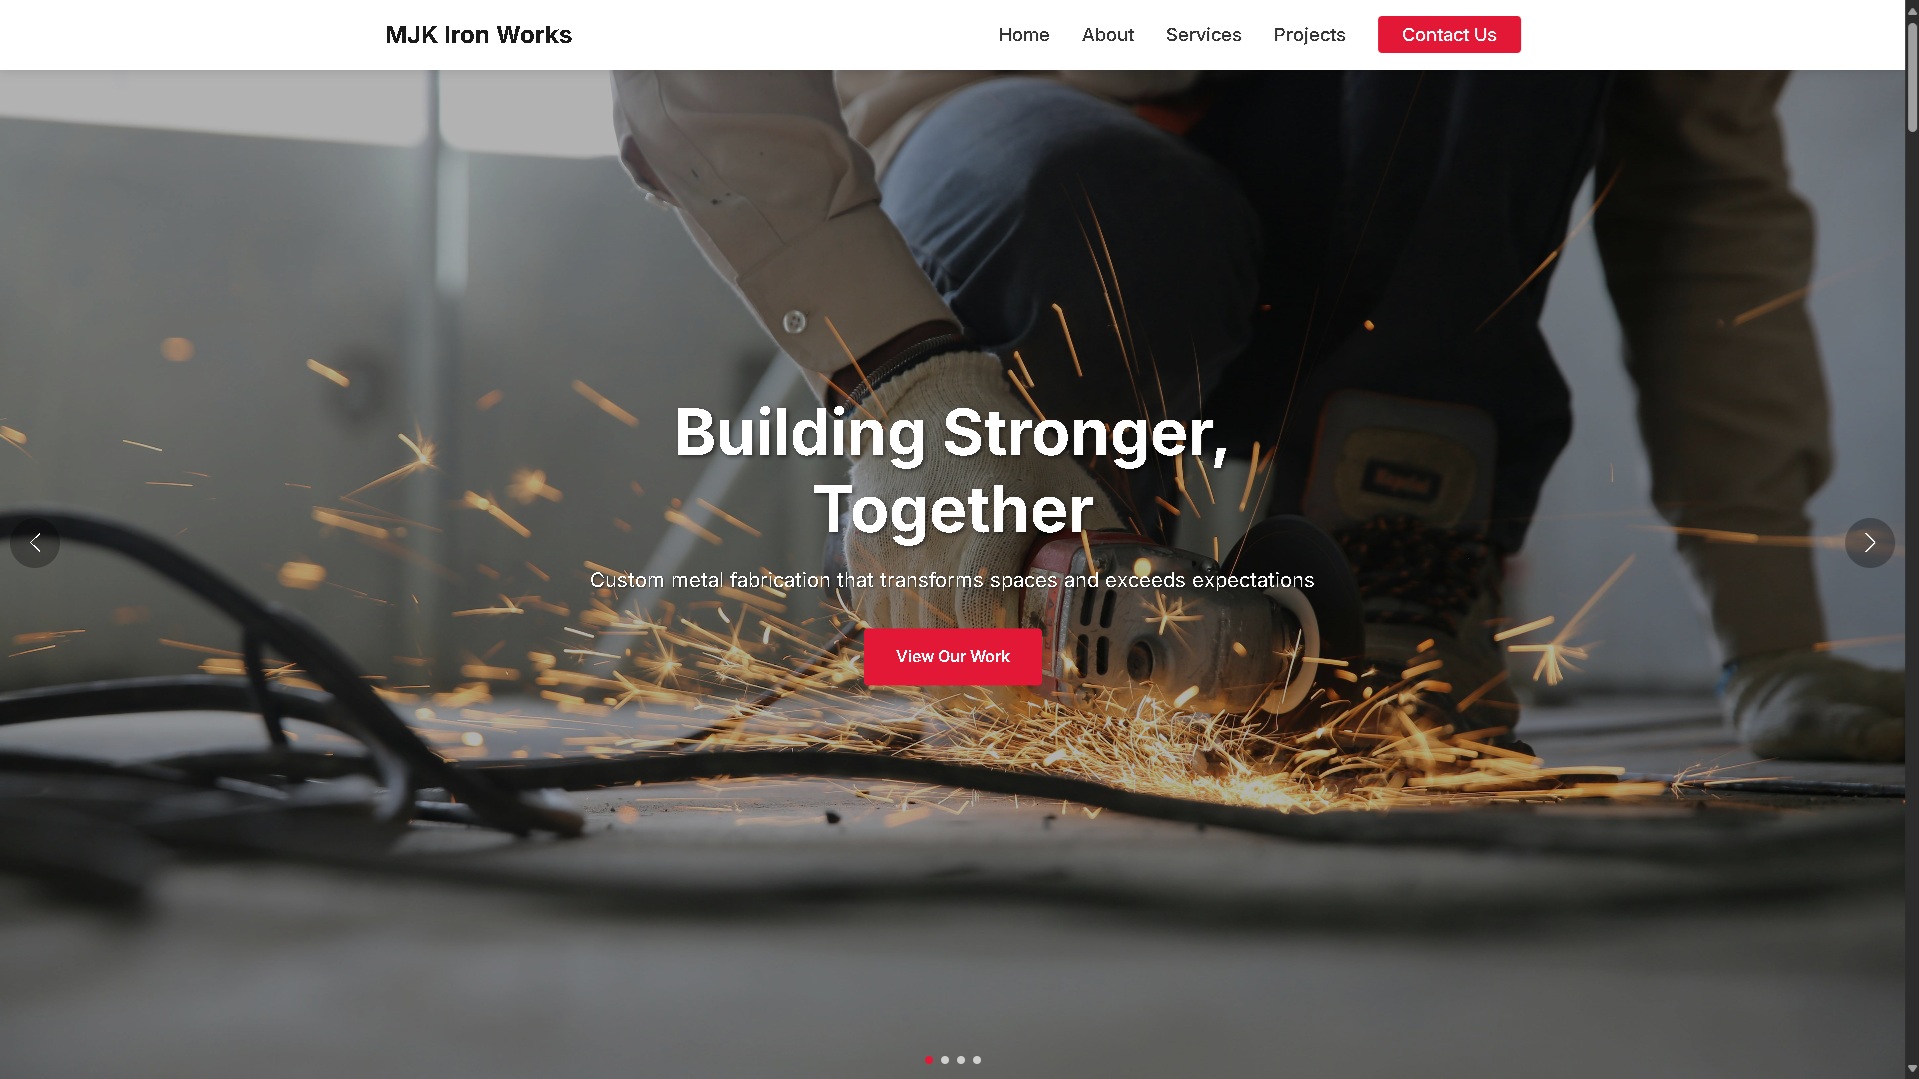 MJK Iron Works
Home
About
Services
Projects
Contact Us
Building Stronger,
Together
Custom metal fabrication that transforms spaces and exceeds expectations
View Our Work